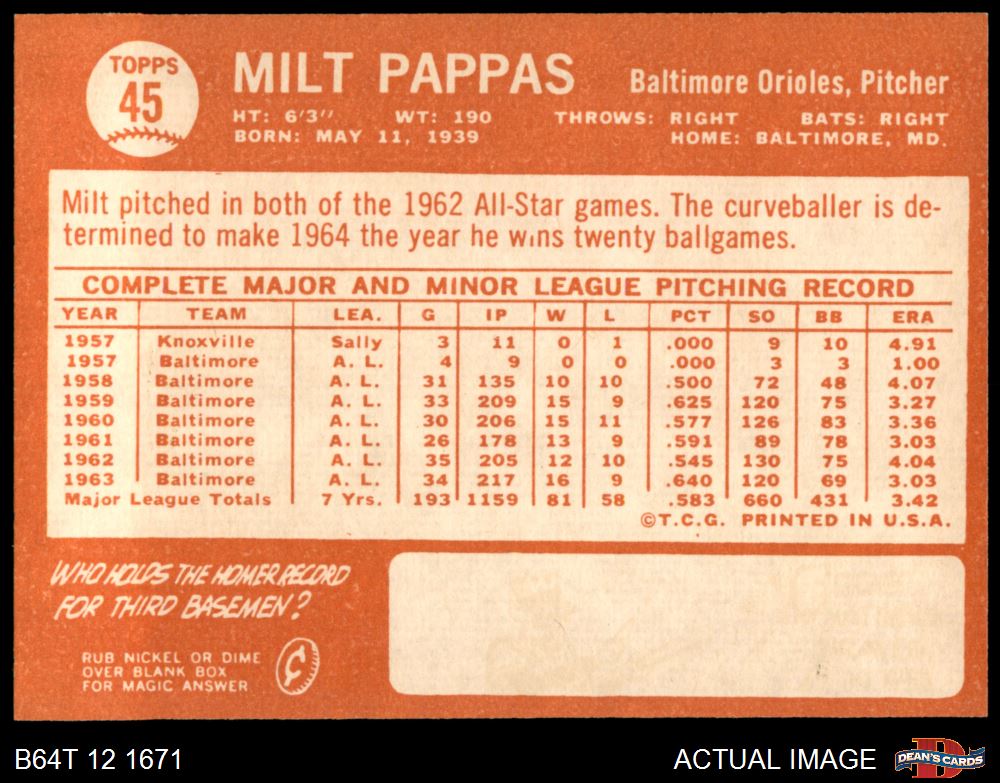 TOPPS
45
MILT PAPPAS
Baltimore Orioles, Pitcher
HT: 6'3" WT: 190 THROWS: RIGHT BATS: RIGHT
BORN: MAY 11, 1939 HOME: BALTIMORE, MD.
Milt pitched in both of the 1962 All-Star games. The curveballer is de-
termined to make 1964 the year he wins twenty ballgames.
COMPLETE MAJOR AND MINOR LEAGUE PITCHING RECORD
YEAR TEAM LEA. G IP W L PCT SO BB ERA
1957 Knoxville Sally 3 11 0 1 .000 9 10 4.91
1957 Baltimore A. L. 4 9 0 0 .000 3 3 1.00
1958 Baltimore A. L. 31 135 10 10 .500 72 48 4.07
1959 Baltimore A. L. 33 209 15 9 .625 120 75 3.27
1960 Baltimore A. L. 30 206 15 11 .577 126 83 3.36
1961 Baltimore A. L. 26 178 13 9 .591 89 78 3.03
1962 Baltimore A. L. 35 205 12 10 .545 130 75 4.04
1963 Baltimore A. L. 34 217 16 9 .640 120 69 3.03
Major League Totals 7 Yrs. 193 1159 81 58 .583 660 431 3.42
©T.C.G. PRINTED IN U.S.A.
WHO HOLDS THE HOMER RECORD
FOR THIRD BASEMEN?
RUB NICKEL OR DIME
OVER BLANK BOX
FOR MAGIC ANSWER
B64T 12 1671
ACTUAL IMAGE
DEAN'S CARDS